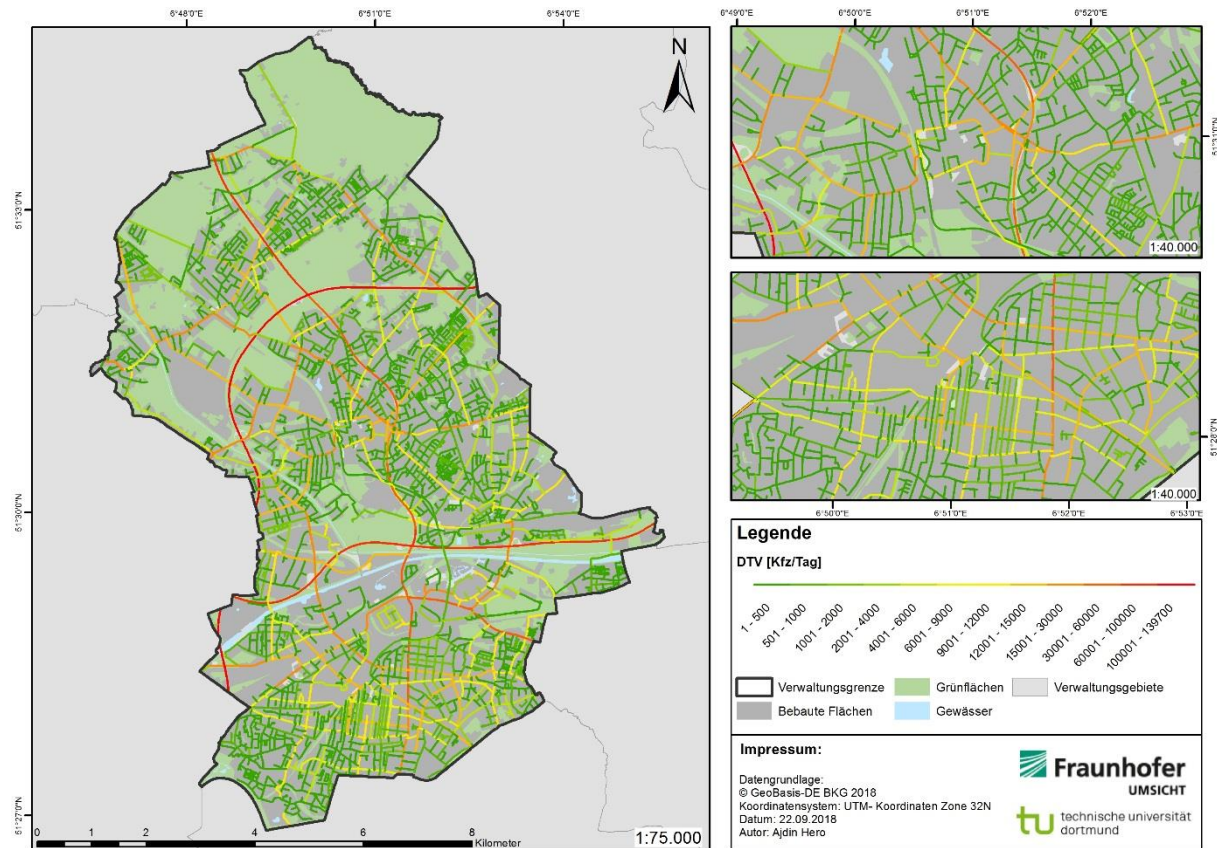 6°48'0"E 6°51'0"E 6°54'0"E
N
51°33'0"N
51°30'0"N
51°27'0"N
0 1 2 4 6 8
Kilometer
1:75.000
6°49'0"E 6°50'0"E 6°51'0"E 6°52'0"E
51°31'0"N
1:40.000
51°28'0"N
1:40.000
6°50'0"E 6°51'0"E 6°52'0"E 6°53'0"E
Legende
DTV [Kfz/Tag]
1 - 500
501 - 1000
1001 - 2000
2001 - 4000
4001 - 6000
6001 - 9000
9001 - 12000
12001 - 15000
15001 - 30000
30001 - 60000
60001 - 100000
100001 - 139700
Verwaltungsgrenze Grünflächen Verwaltungsgebiete
Bebaute Flächen Gewässer
Impressum:
Datengrundlage:
© GeoBasis-DE BKG 2018
Koordinatensystem: UTM- Koordinaten Zone 32N
Datum: 22.09.2018
Autor: Ajdin Hero
Fraunhofer
UMSICHT
tu technische universität
dortmund